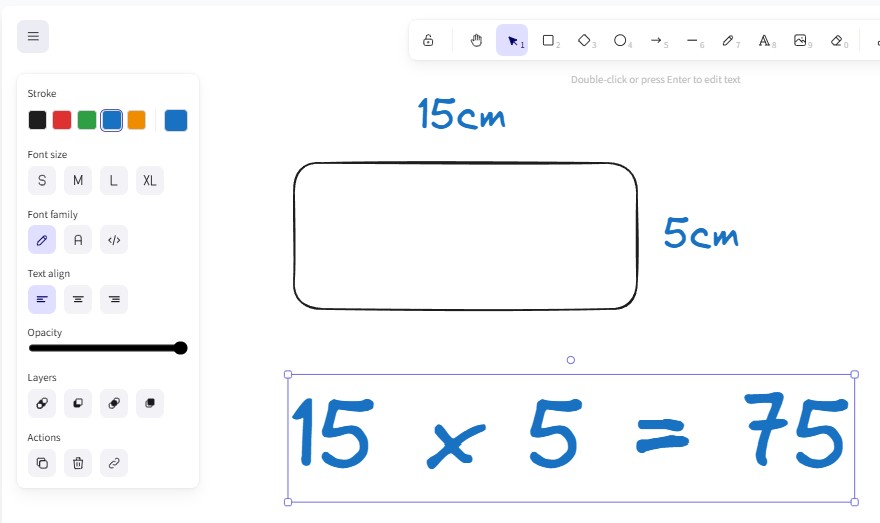 Stroke
Font size
S M L XL
Font family
A </>
Text align
Opacity
Layers
Actions
1 2 3 4 5 6 7 A 8 9 0
Double-click or press Enter to edit text
15cm
5cm
15 x 5 = 75